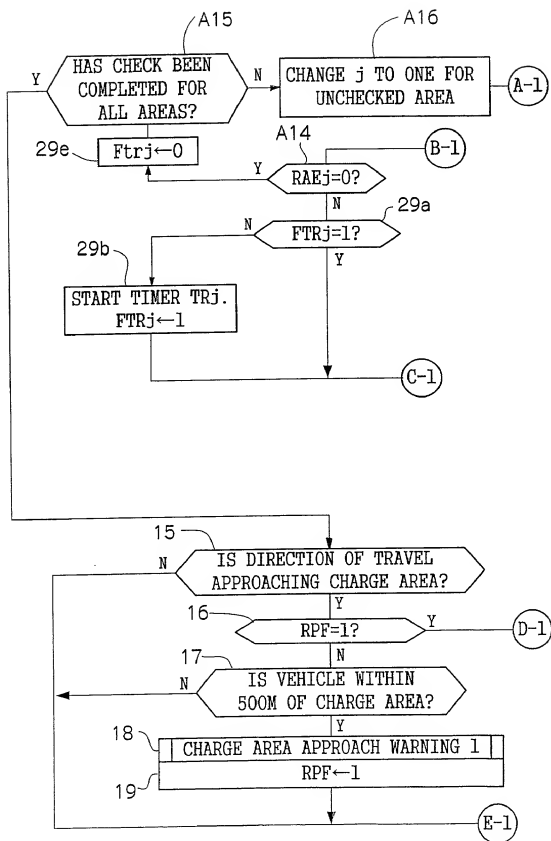 A15
A16
Y
HAS CHECK BEEN
COMPLETED FOR
ALL AREAS?
N
CHANGE j TO ONE FOR
UNCHECKED AREA
A-1
29e
Ftrj←0
A14
B-1
Y
RAEj=0?
N
29a
N
FTRj=1?
29b
Y
START TIMER TRj.
FTRj←1
C-1
15
N
IS DIRECTION OF TRAVEL
APPROACHING CHARGE AREA?
16
Y
RPF=1?
Y
D-1
17
N
N
IS VEHICLE WITHIN
500M OF CHARGE AREA?
Y
18
CHARGE AREA APPROACH WARNING 1
RPF←1
19
E-1